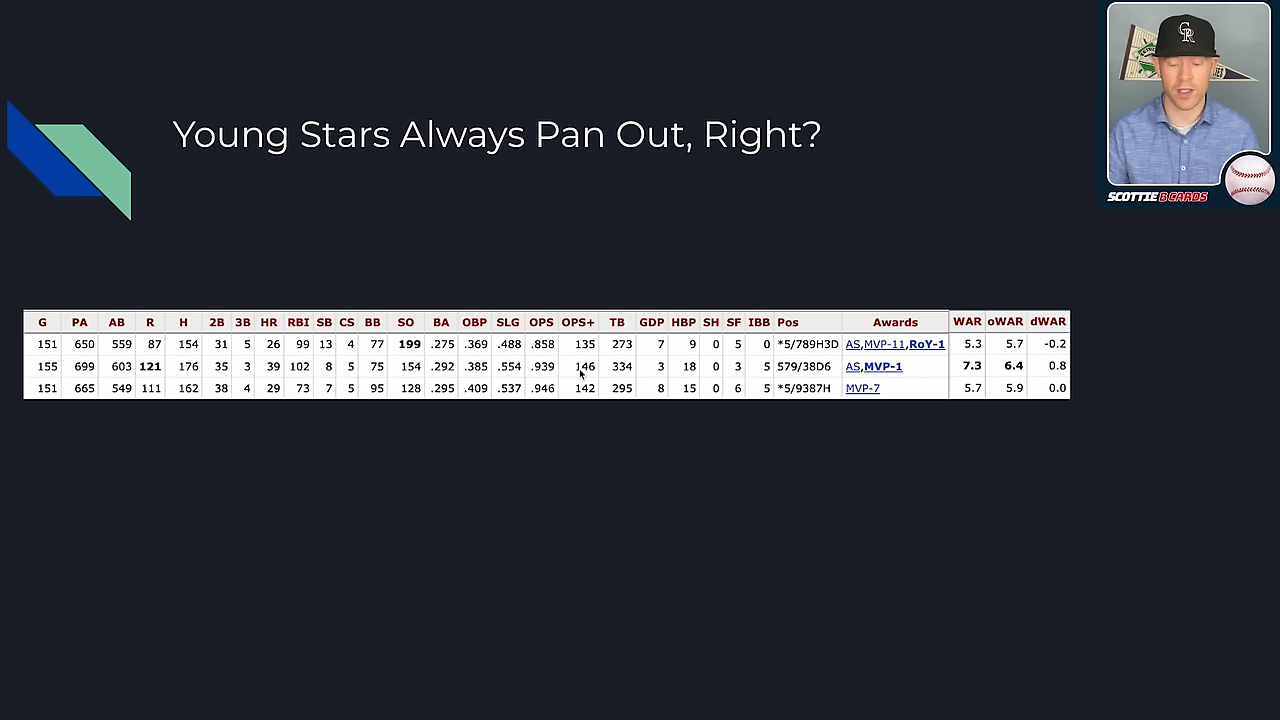 Young Stars Always Pan Out, Right?
CR
SCOTTIE B CARDS
G PA AB R H 2B 3B HR RBI SB CS BB SO BA OBP SLG OPS OPS+ TB GDP HBP SH SF IBB Pos Awards WAR oWAR dWAR
151 650 559 87 154 31 5 26 99 13 4 77 199 .275 .369 .488 .858 135 273 7 9 0 5 0 *5/789H3D AS,MVP-11,RoY-1 5.3 5.7 -0.2
155 699 603 121 176 35 3 39 102 8 5 75 154 .292 .385 .554 .939 146 334 3 18 0 3 5 579/38D6 AS,MVP-1 7.3 6.4 0.8
151 665 549 111 162 38 4 29 73 7 5 95 128 .295 .409 .537 .946 142 295 8 15 0 6 5 *5/9387H MVP-7 5.7 5.9 0.0